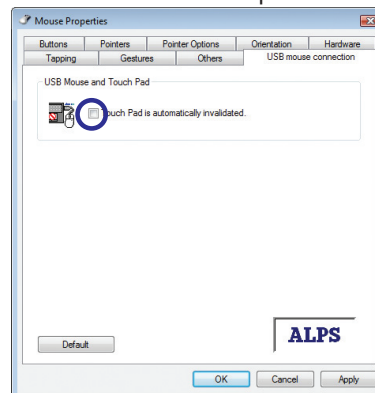 Mouse Properties
Buttons Pointers Pointer Options Orientation Hardware
Tapping Gestures Others USB mouse connection
USB Mouse and Touch Pad
Touch Pad is automatically invalidated.
Default
ALPS
OK Cancel Apply